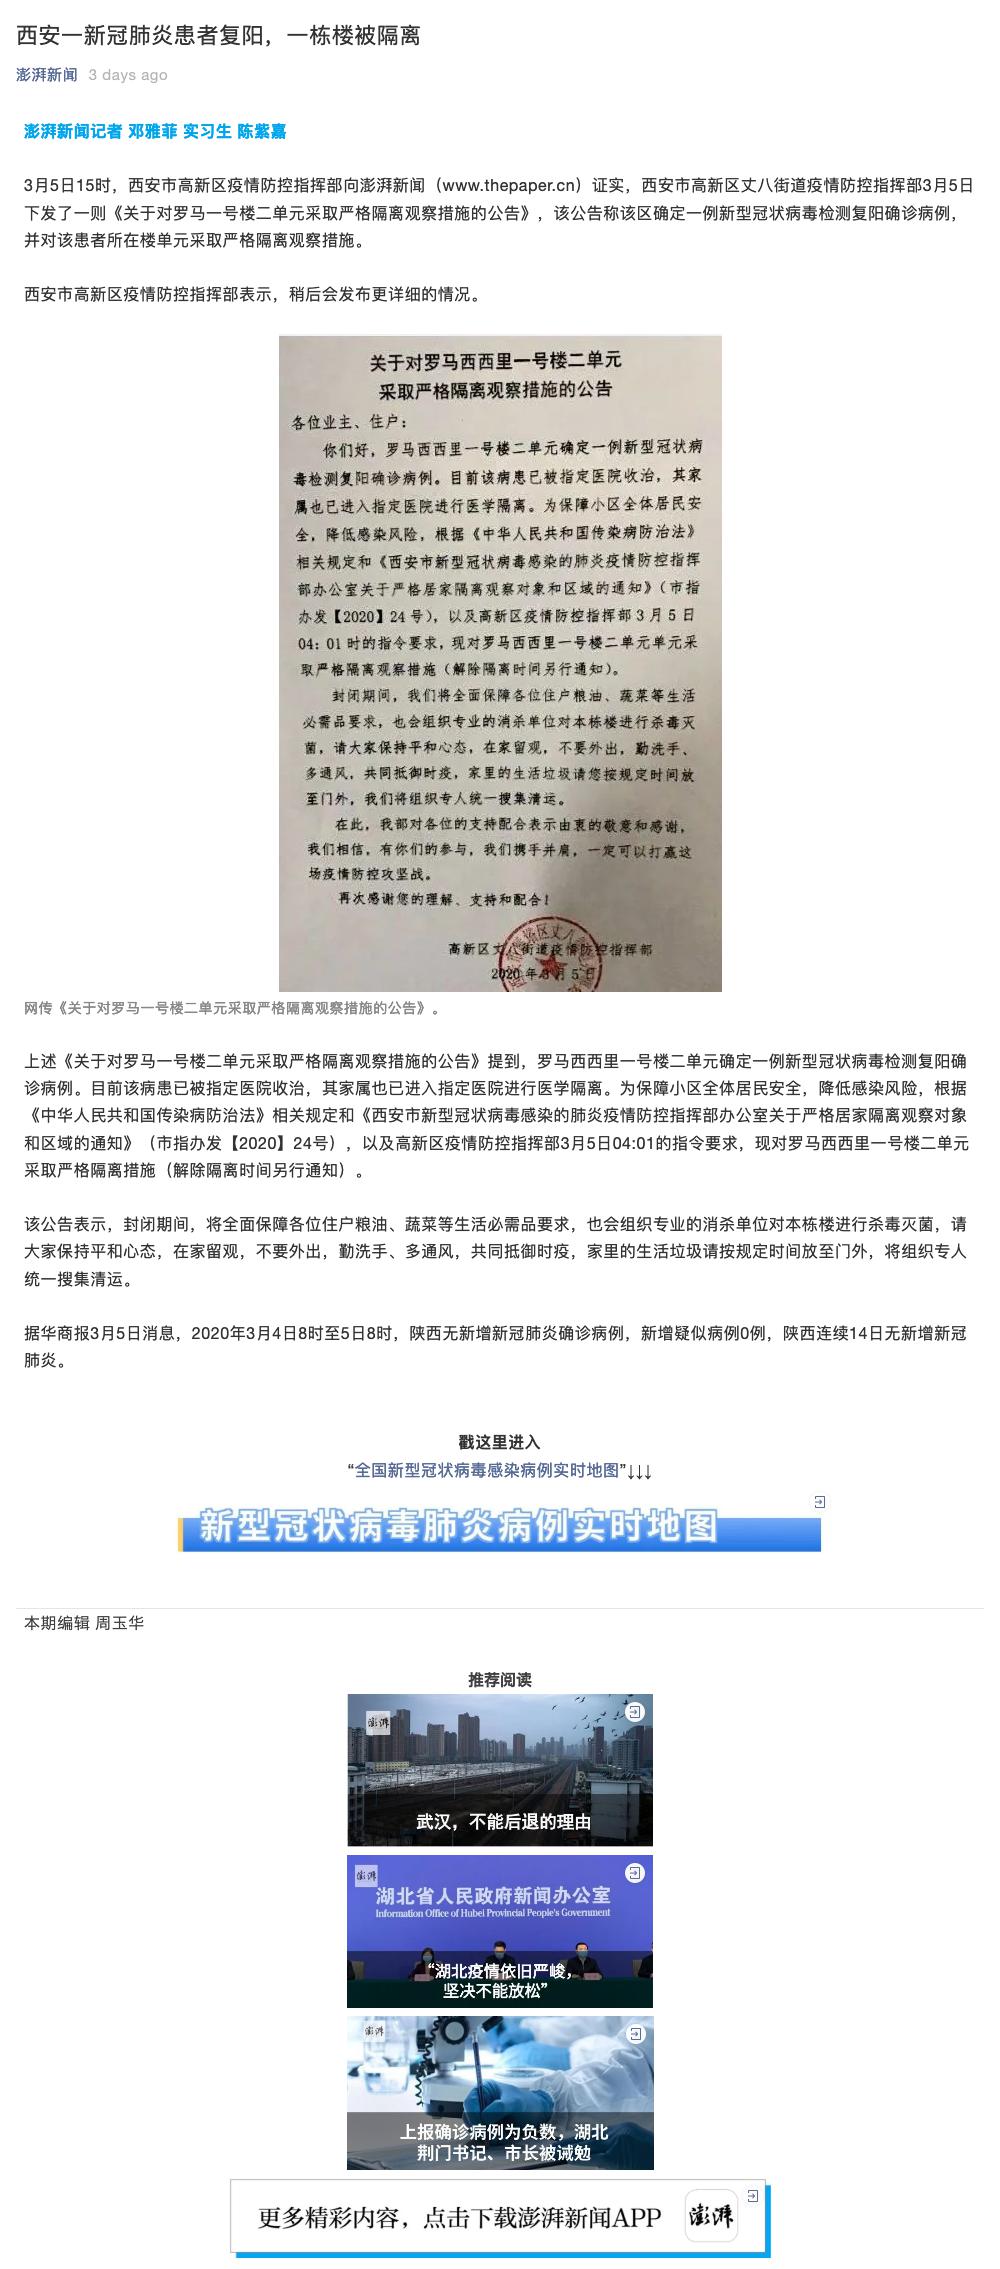 西安一新冠肺炎患者复阳，一栋楼被隔离
澎湃新闻 3 days ago
澎湃新闻记者 邓雅菲 实习生 陈紫嘉
3月5日15时，西安市高新区疫情防控指挥部向澎湃新闻（www.thepaper.cn）证实，西安市高新区丈八街道疫情防控指挥部3月5日
下发了一则《关于对罗马一号楼二单元采取严格隔离观察措施的公告》，该公告称该区确定一例新型冠状病毒检测复阳确诊病例，
并对该患者所在楼单元采取严格隔离观察措施。
西安市高新区疫情防控指挥部表示，稍后会发布更详细的情况。
关于对罗马西西里一号楼二单元
采取严格隔离观察措施的公告
各位业主、住户：
你们好，罗马西西里一号楼二单元确定一例新型冠状病
毒检测复阳确诊病例。目前该病患已被指定医院收治，其家
属也已进入指定医院进行医学隔离。为保障小区全体居民安
全，降低感染风险，根据《中华人民共和国传染病防治法》
相关规定和《西安市新型冠状病毒感染的肺炎疫情防控指挥
部办公室关于严格居家隔离观察对象和区域的通知》（市指
办发【2020】24号），以及高新区疫情防控指挥部3月5日
04：01时的指令要求，现对罗马西西里一号楼二单元单元采
取严格隔离观察措施（解除隔离时间另行通知）。
封闭期间，我们将全面保障各位住户粮油、蔬菜等生活
必需品要求，也会组织专业的消杀单位对本栋楼进行杀毒灭
菌，请大家保持平和心态，在家留观，不要外出，勤洗手、
多通风，共同抵御时疫，家里的生活垃圾请您按规定时间放
至门外，我们将组织专人统一搜集清运。
在此，我部对各位的支持配合表示由衷的敬意和感谢，
我们相信，有你们的参与，我们携手并肩，一定可以打赢这
场疫情防控攻坚战。
再次感谢您的理解、支持和配合！
高新区丈八街道疫情防控指挥部
2020年3月5日
网传《关于对罗马一号楼二单元采取严格隔离观察措施的公告》。
上述《关于对罗马一号楼二单元采取严格隔离观察措施的公告》提到，罗马西西里一号楼二单元确定一例新型冠状病毒检测复阳确
诊病例。目前该病患已被指定医院收治，其家属也已进入指定医院进行医学隔离。为保障小区全体居民安全，降低感染风险，根据
《中华人民共和国传染病防治法》相关规定和《西安市新型冠状病毒感染的肺炎疫情防控指挥部办公室关于严格居家隔离观察对象
和区域的通知》（市指办发【2020】24号），以及高新区疫情防控指挥部3月5日04:01的指令要求，现对罗马西西里一号楼二单元
采取严格隔离措施（解除隔离时间另行通知）。
该公告表示，封闭期间，将全面保障各位住户粮油、蔬菜等生活必需品要求，也会组织专业的消杀单位对本栋楼进行杀毒灭菌，请
大家保持平和心态，在家留观，不要外出，勤洗手、多通风，共同抵御时疫，家里的生活垃圾请按规定时间放至门外，将组织专人
统一搜集清运。
据华商报3月5日消息，2020年3月4日8时至5日8时，陕西无新增新冠肺炎确诊病例，新增疑似病例0例，陕西连续14日无新增新冠
肺炎。
戳这里进入
“全国新型冠状病毒感染病例实时地图”↓↓↓
新型冠状病毒肺炎病例实时地图
本期编辑 周玉华
推荐阅读
澎湃
武汉，不能后退的理由
澎湃
湖北省人民政府新闻办公室
Information Office of Hubei Provincial People's Government
“湖北疫情依旧严峻，
坚决不能放松”
澎湃
上报确诊病例为负数，湖北
荆门书记、市长被诫勉
更多精彩内容，点击下载澎湃新闻APP 澎湃